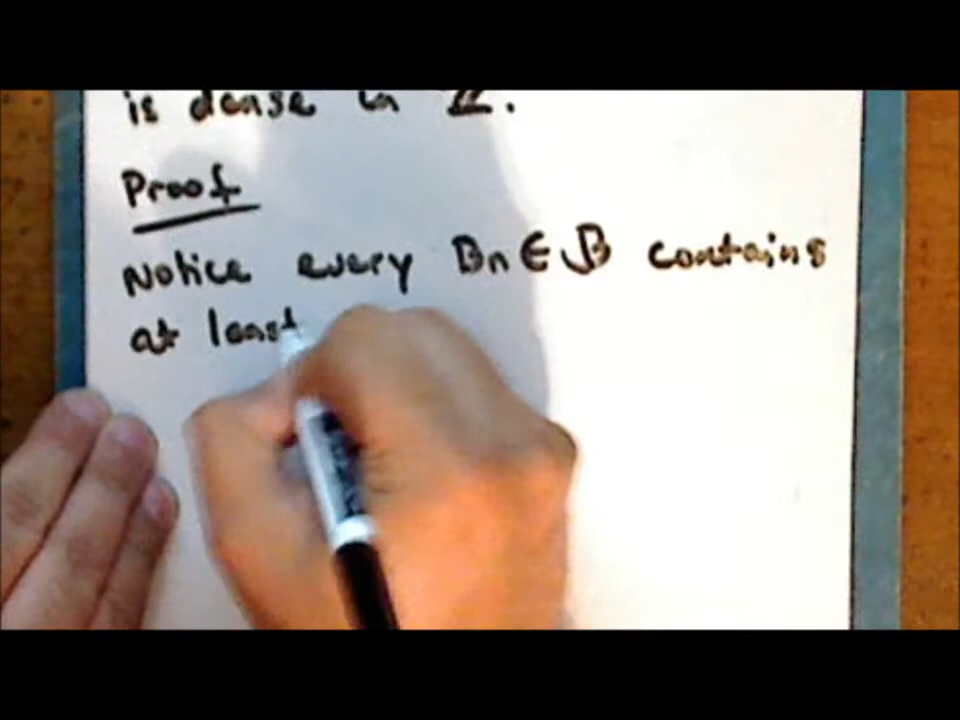 is dense in ℤ.
Proof
Notice every Bn ∈ 𝓑 contains
at least